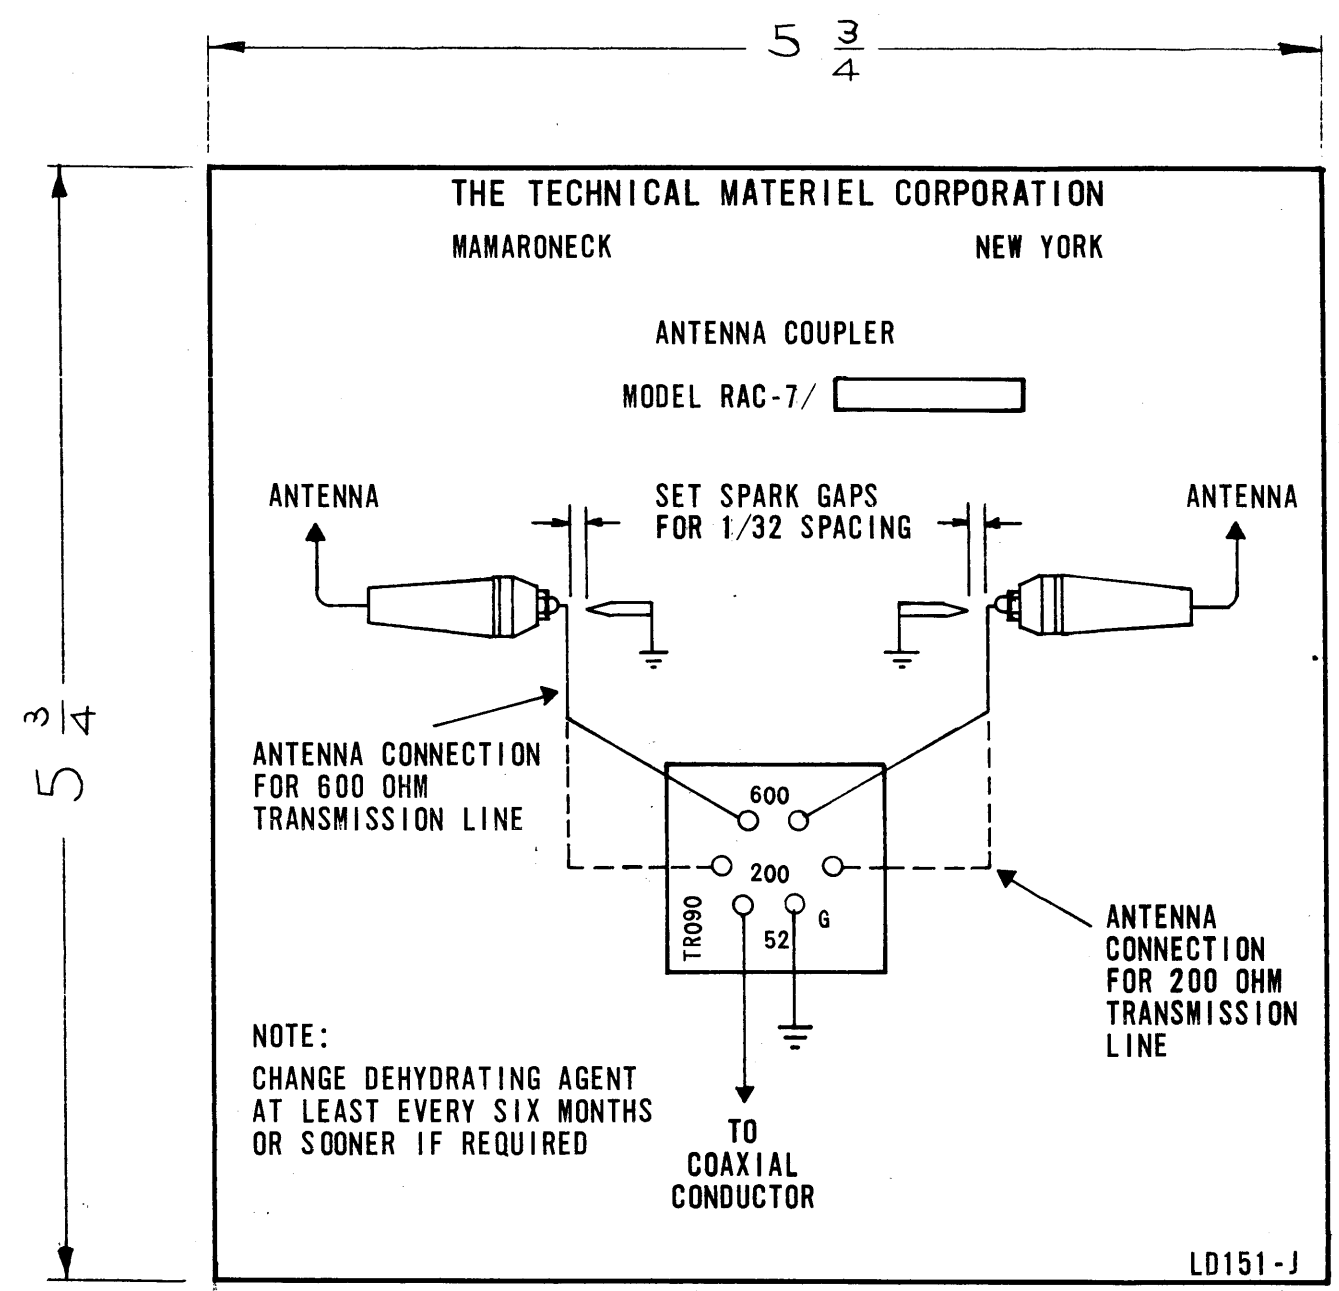 5 3/4
THE TECHNICAL MATERIEL CORPORATION
MAMARONECK NEW YORK
ANTENNA COUPLER
MODEL RAC-7/
ANTENNA
SET SPARK GAPS
FOR 1/32 SPACING
ANTENNA
5 3/4
ANTENNA CONNECTION
FOR 600 OHM
TRANSMISSION LINE
600
200
TR090
52
G
ANTENNA
CONNECTION
FOR 200 OHM
TRANSMISSION
LINE
NOTE:
CHANGE DEHYDRATING AGENT
AT LEAST EVERY SIX MONTHS
OR SOONER IF REQUIRED
TO
COAXIAL
CONDUCTOR
LD151-J